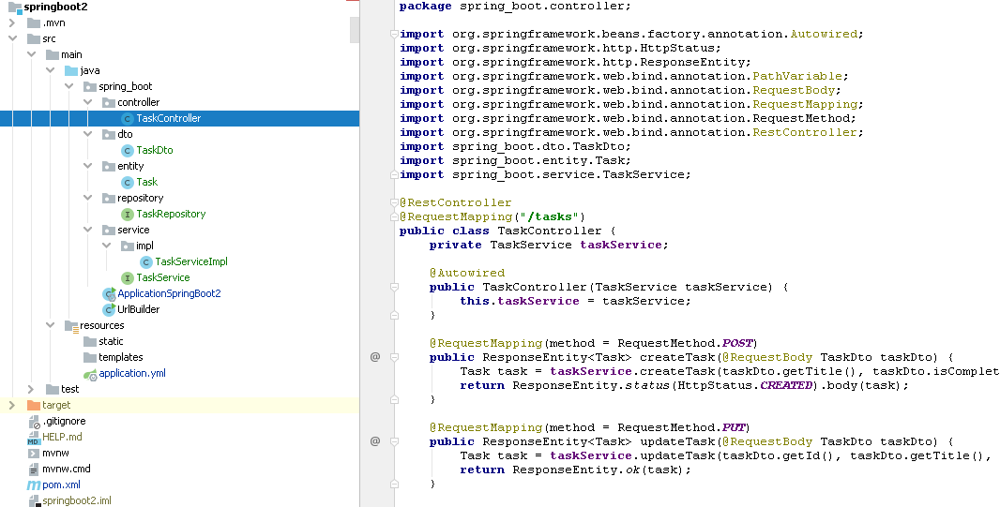 springboot2
.mvn
src
main
java
spring_boot
controller
TaskController
dto
TaskDto
entity
Task
repository
TaskRepository
service
impl
TaskServiceImpl
TaskService
ApplicationSpringBoot2
UrlBuilder
resources
static
templates
application.yml
test
target
.gitignore
HELP.md
mvnw
mvnw.cmd
pom.xml
springboot2.iml
package spring_boot.controller;
import org.springframework.beans.factory.annotation.Autowired;
import org.springframework.http.HttpStatus;
import org.springframework.http.ResponseEntity;
import org.springframework.web.bind.annotation.PathVariable;
import org.springframework.web.bind.annotation.RequestBody;
import org.springframework.web.bind.annotation.RequestMapping;
import org.springframework.web.bind.annotation.RequestMethod;
import org.springframework.web.bind.annotation.RestController;
import spring_boot.dto.TaskDto;
import spring_boot.entity.Task;
import spring_boot.service.TaskService;
@RestController
@RequestMapping("/tasks")
public class TaskController {
private TaskService taskService;
@Autowired
public TaskController(TaskService taskService) {
this.taskService = taskService;
}
@RequestMapping(method = RequestMethod.POST)
public ResponseEntity<Task> createTask(@RequestBody TaskDto taskDto) {
Task task = taskService.createTask(taskDto.getTitle(), taskDto.isComplet
return ResponseEntity.status(HttpStatus.CREATED).body(task);
}
@RequestMapping(method = RequestMethod.PUT)
public ResponseEntity<Task> updateTask(@RequestBody TaskDto taskDto) {
Task task = taskService.updateTask(taskDto.getId(), taskDto.getTitle(),
return ResponseEntity.ok(task);
}